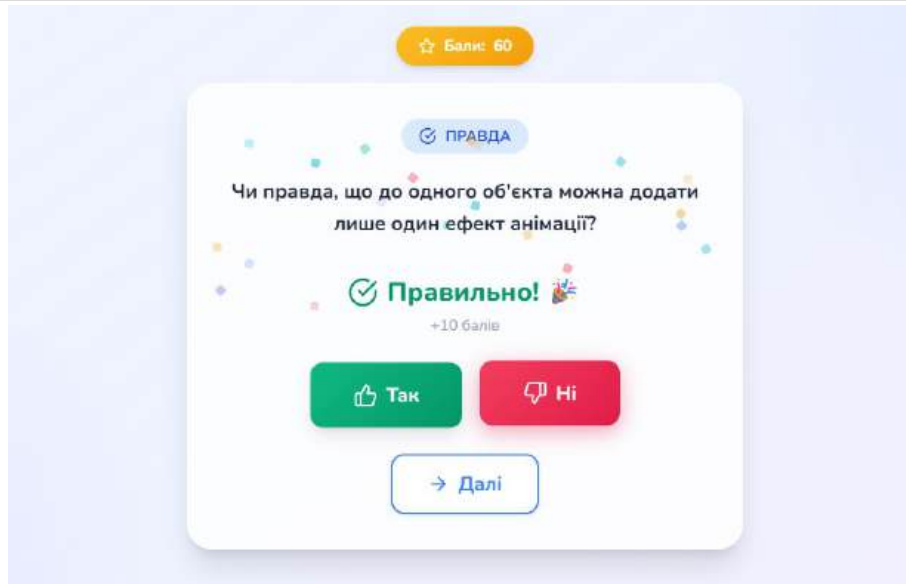 Бали: 60
ПРАВДА
Чи правда, що до одного об'єкта можна додати
лише один ефект анімації?
Правильно!
+10 балів
Так
Ні
Далі